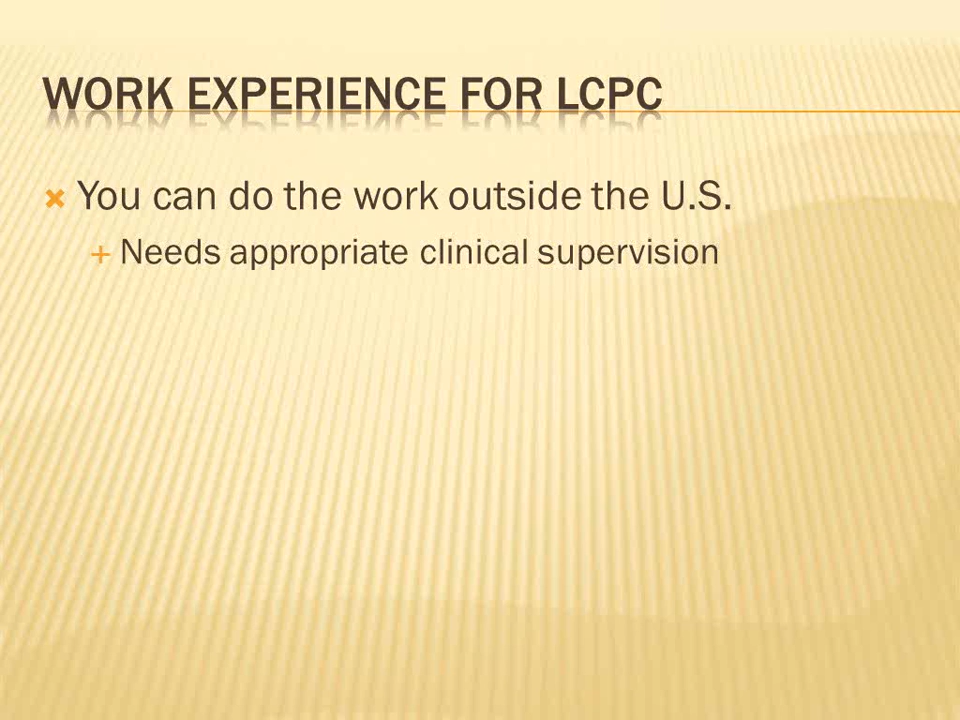 WORK EXPERIENCE FOR LCPC
You can do the work outside the U.S.
Needs appropriate clinical supervision